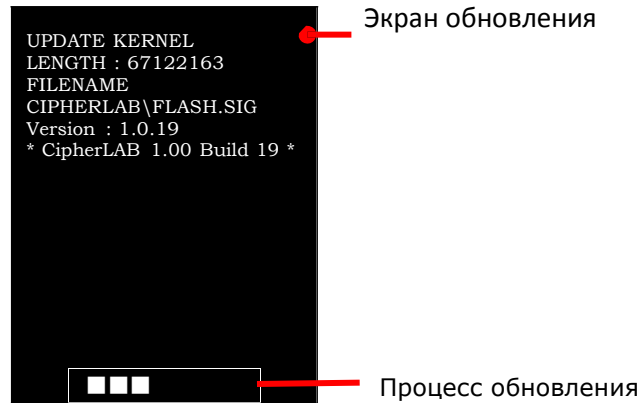 Экран обновления
UPDATE KERNEL
LENGTH : 67122163
FILENAME
CIPHERLAB\FLASH.SIG
Version : 1.0.19
* CipherLAB 1.00 Build 19 *
Процесс обновления